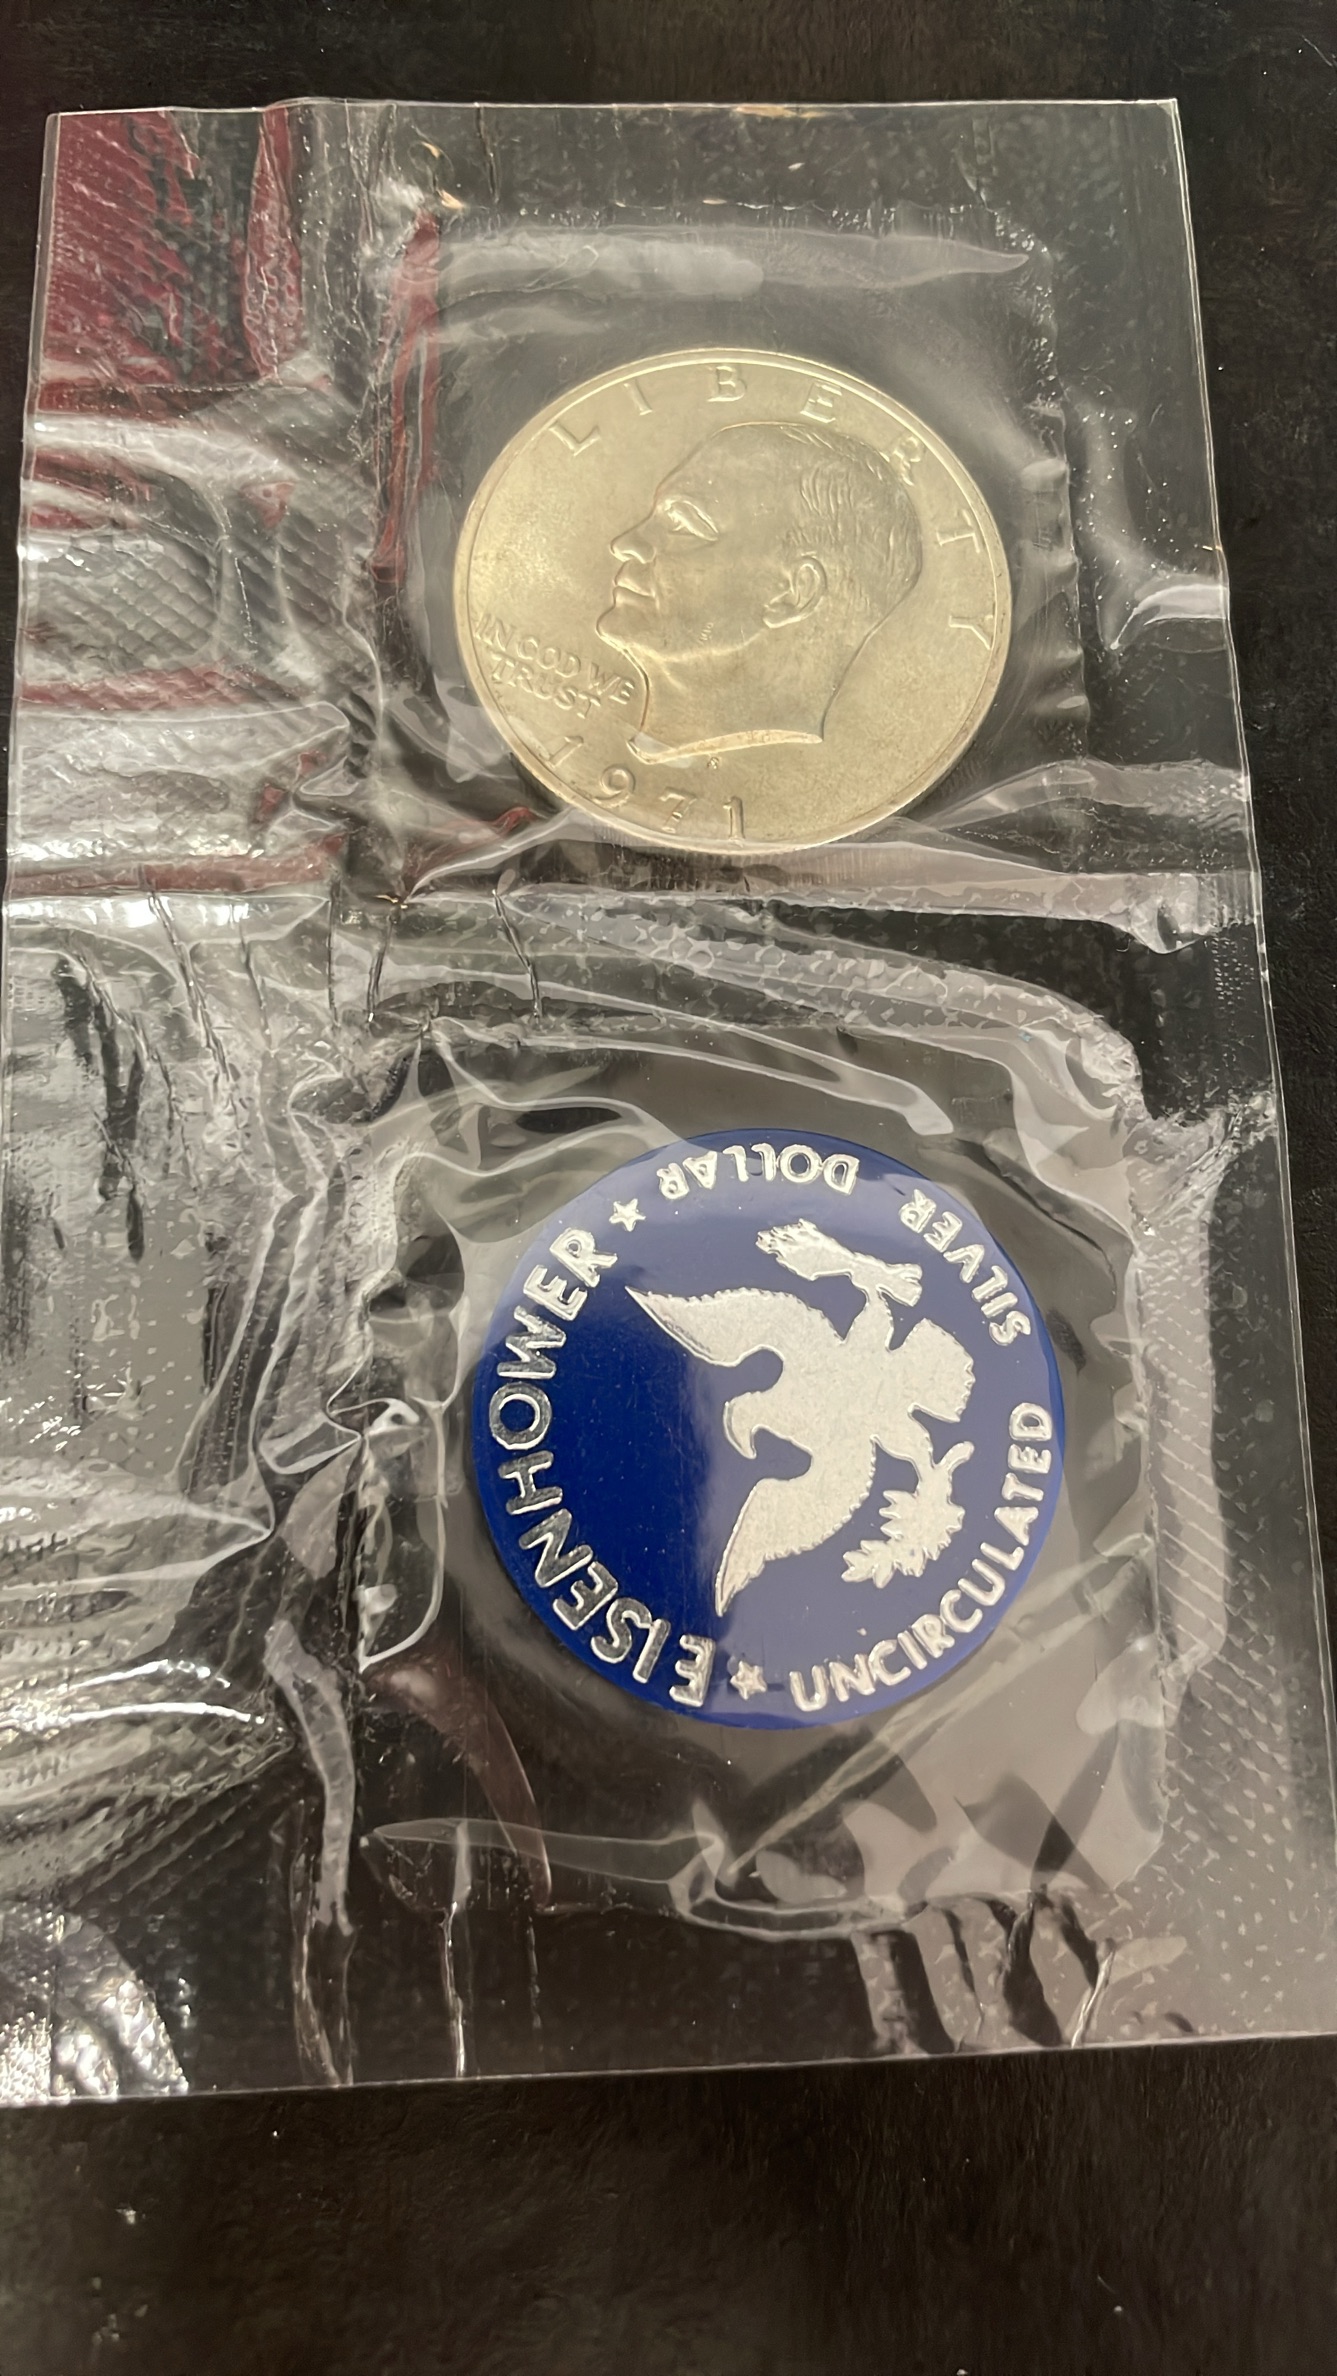 LIBERTY
IN GOD WE
TRUST
1971
EISENHOWER ★ DOLLAR
SILVER
UNCIRCULATED ★